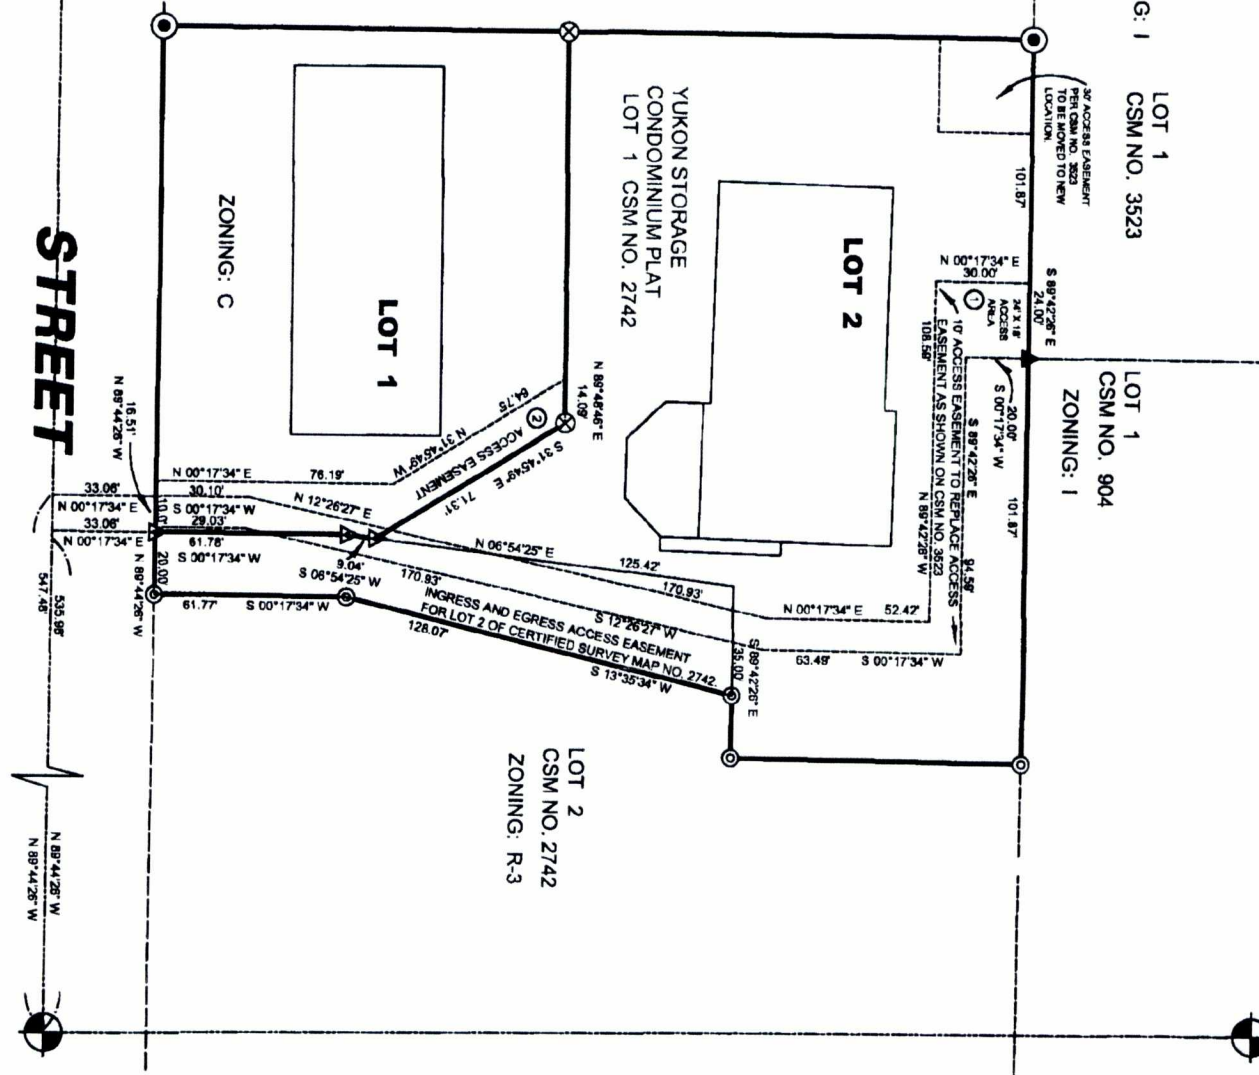 G: I
LOT 1
CSM NO. 3523
30' ACCESS EASEMENT
PER CSM NO. 3523
TO BE MOVED TO NEW
LOCATION.
101.87'
S 89°42'26" E
24.00'
LOT 1
CSM NO. 904
ZONING: I
N 00°17'34" E
30.00'
1
24' X 18'
ACCESS
AREA
20.00'
S 00°17'34" W
101.87'
10' ACCESS EASEMENT TO REPLACE ACCESS
EASEMENT AS SHOWN ON CSM NO. 3523
S 89°42'26" E
94.59'
108.59'
N 89°42'26" W
LOT 2
YUKON STORAGE
CONDOMINIUM PLAT
LOT 1 CSM NO. 2742
N 89°48'46" E
14.09'
64.75'
N 31°45'49" W
2
ACCESS EASEMENT
S 31°45'49" E
71.31'
LOT 1
ZONING: C
STREET
N 00°17'34" E
76.19'
16.51'
N 89°44'26" W
33.06'
N 00°17'34" E
33.06'
N 00°17'34" E
30.10'
S 00°17'34" W
29.03'
61.78'
S 00°17'34" W
N 12°26'27" E
170.93'
N 06°54'25" E
125.42'
9.04'
S 06°54'25" W
170.93'
S 12°26'27" W
N 00°17'34" E
52.42'
63.49'
S 00°17'34" W
S 89°42'26" E
35.00'
INGRESS AND EGRESS ACCESS EASEMENT
FOR LOT 2 OF CERTIFIED SURVEY MAP NO. 2742.
128.07'
S 13°35'34" W
20.00'
N 89°44'26" W
61.77'
S 00°17'34" W
535.98'
547.48'
LOT 2
CSM NO. 2742
ZONING: R-3
N 89°44'26" W
N 89°44'26" W